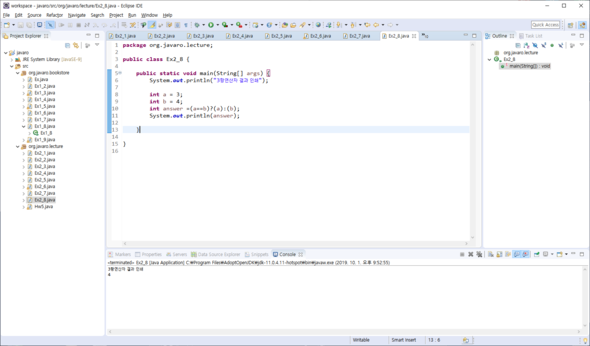 workspace - javaro/src/org/javaro/lecture/Ex2_8.java - Eclipse IDE
File Edit Source Refactor Navigate Search Project Run Window Help
Quick Access
Project Explorer
javaro
JRE System Library [JavaSE-11]
src
org.javaro.bookstore
Ex.java
Ex1_2.java
Ex1_3.java
Ex1_4.java
Ex1_5.java
Ex1_6.java
Ex1_7.java
Ex1_8.java
Ex1_8
Ex1_9.java
org.javaro.lecture
Ex2_1.java
Ex2_2.java
Ex2_3.java
Ex2_4.java
Ex2_5.java
Ex2_6.java
Ex2_7.java
Ex2_8.java
Hw5.java
Ex2_1.java Ex2_2.java Ex2_3.java Ex2_4.java Ex2_5.java Ex2_6.java Ex2_7.java Ex2_8.java
1 package org.javaro.lecture;
2
3 public class Ex2_8 {
4
5 public static void main(String[] args) {
6 System.out.println("3항연산자 결과 인쇄");
7
8 int a = 3;
9 int b = 4;
10 int answer =(a==b)?(a):(b);
11 System.out.println(answer);
12
13 }
14
15 }
16
Outline Task List
org.javaro.lecture
Ex2_8
main(String[]) : void
Markers Properties Servers Data Source Explorer Snippets Console
<terminated> Ex2_8 [Java Application] C:₩Program Files₩AdoptOpenJDK₩jdk-11.0.4.11-hotspot₩bin₩javaw.exe (2019. 10. 1. 오후 9:52:55)
3항연산자 결과 인쇄
4
Writable Smart Insert 13 : 6